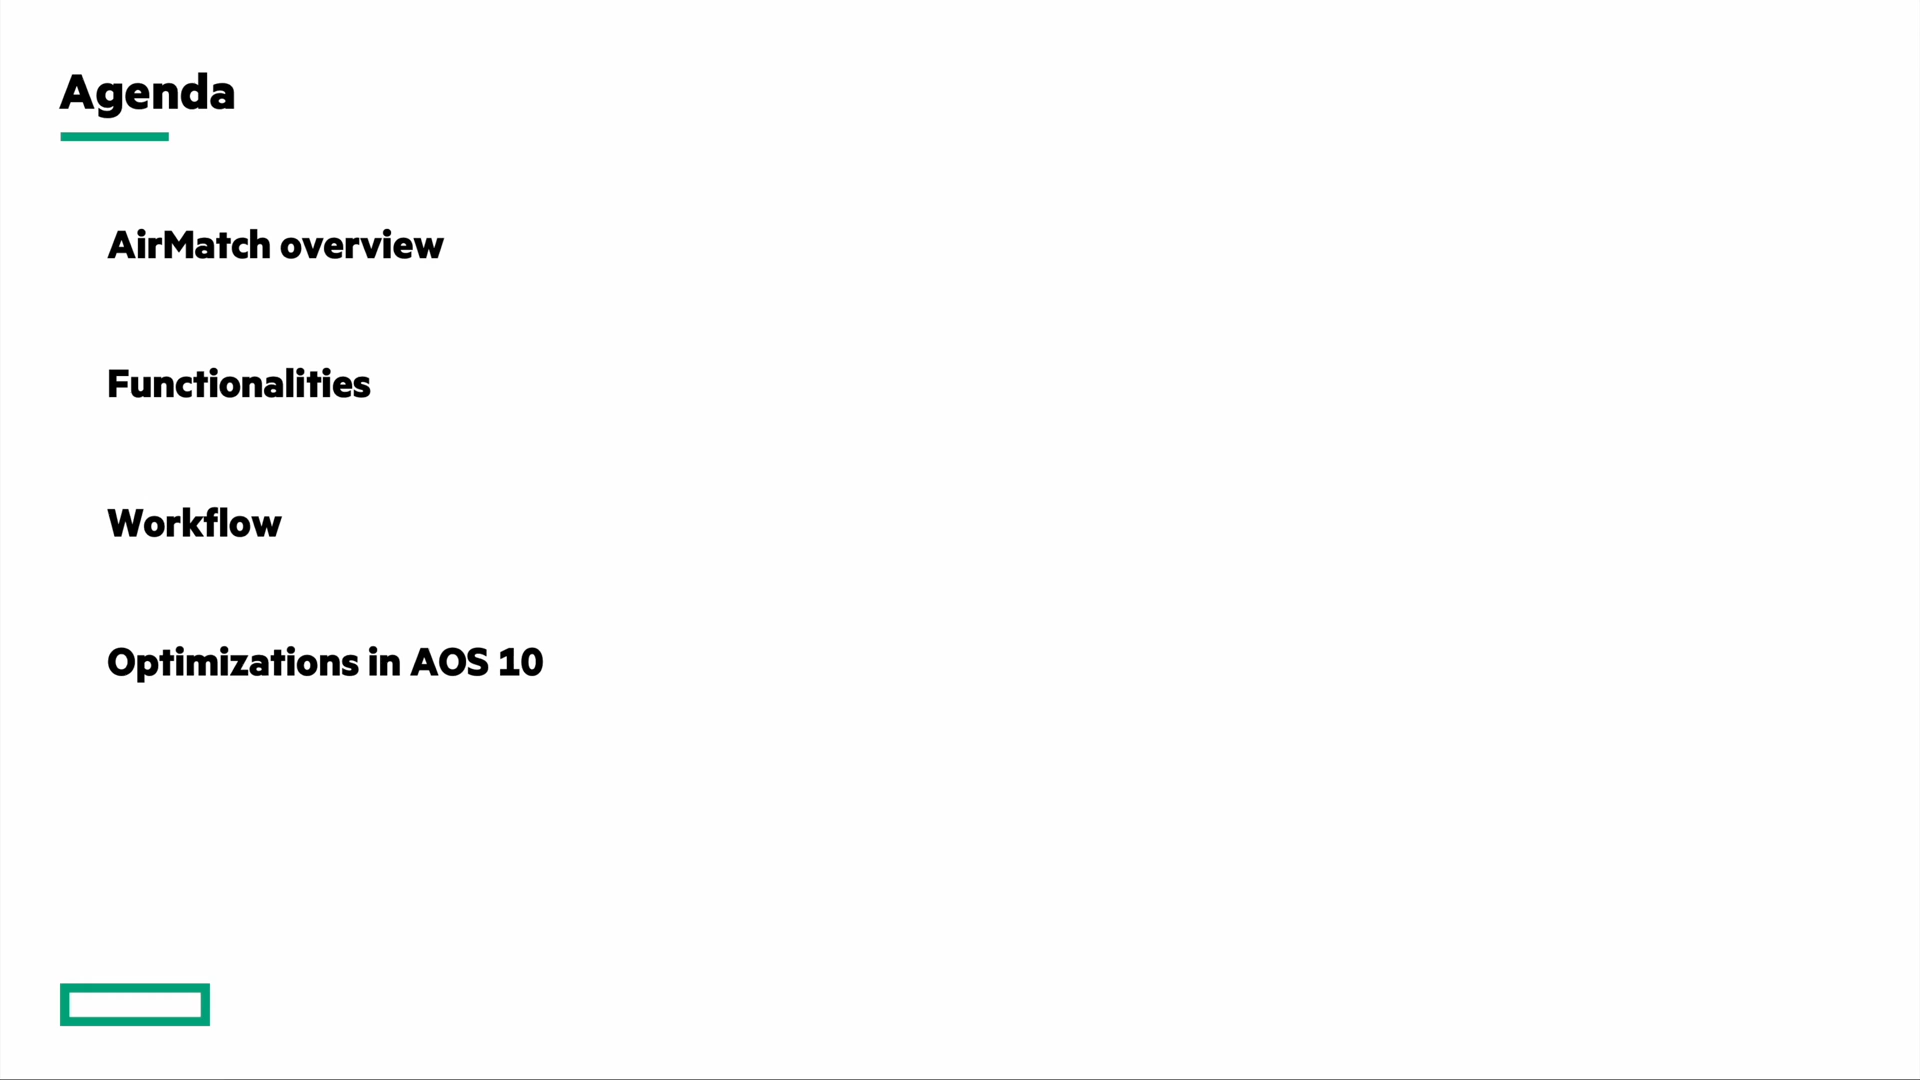 Agenda
AirMatch overview
Functionalities
Workflow
Optimizations in AOS 10